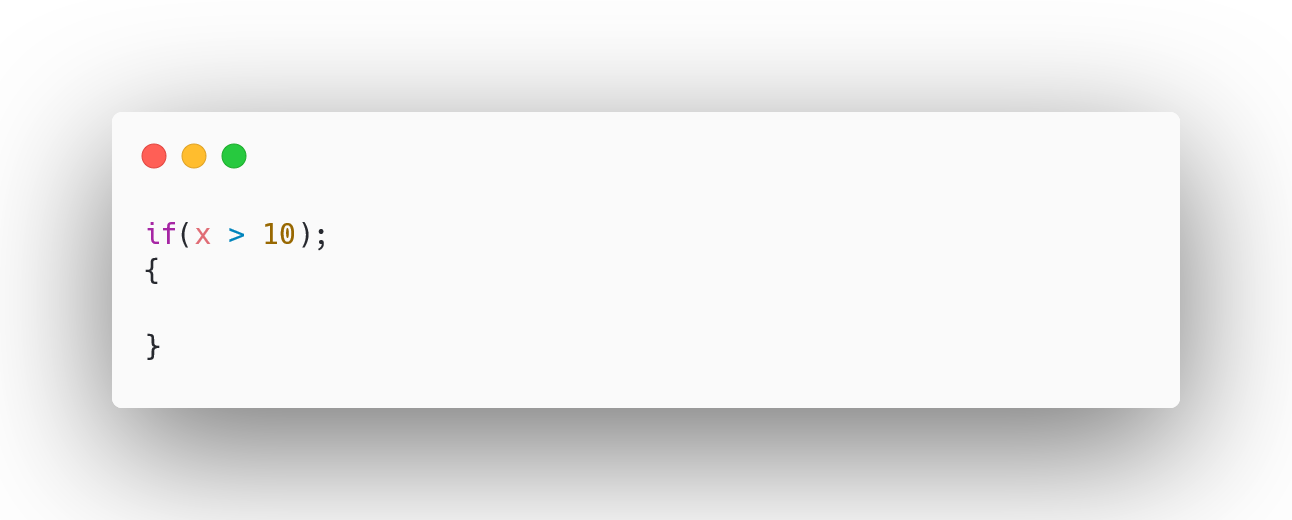 if(x > 10);
{
}